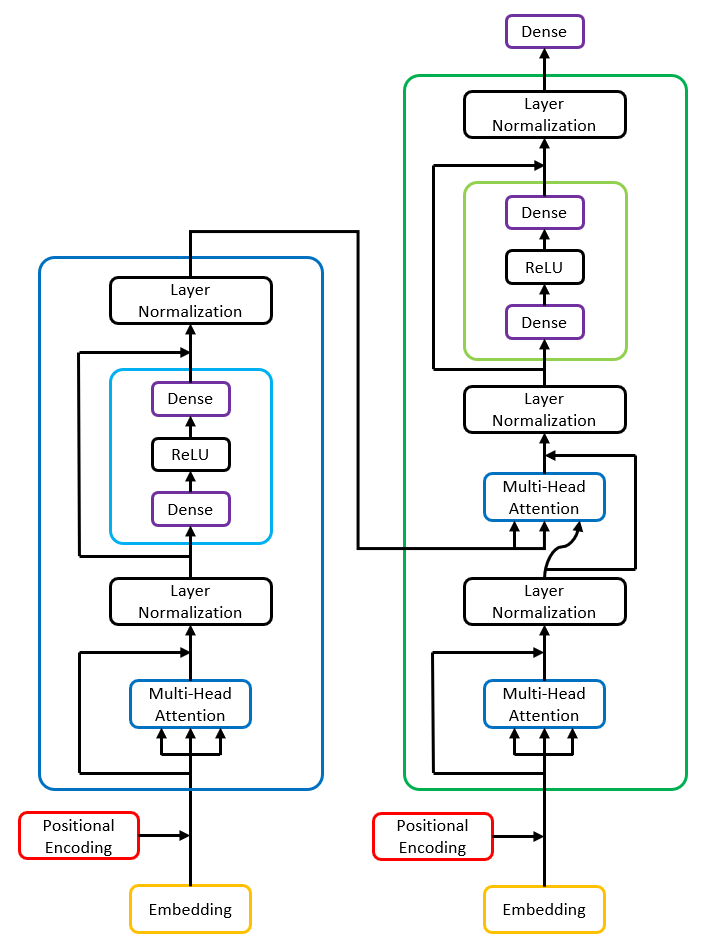 Dense
Layer
Normalization
Dense
ReLU
Dense
Layer
Normalization
Multi-Head
Attention
Layer
Normalization
Multi-Head
Attention
Positional
Encoding
Embedding
Layer
Normalization
Dense
ReLU
Dense
Layer
Normalization
Multi-Head
Attention
Positional
Encoding
Embedding